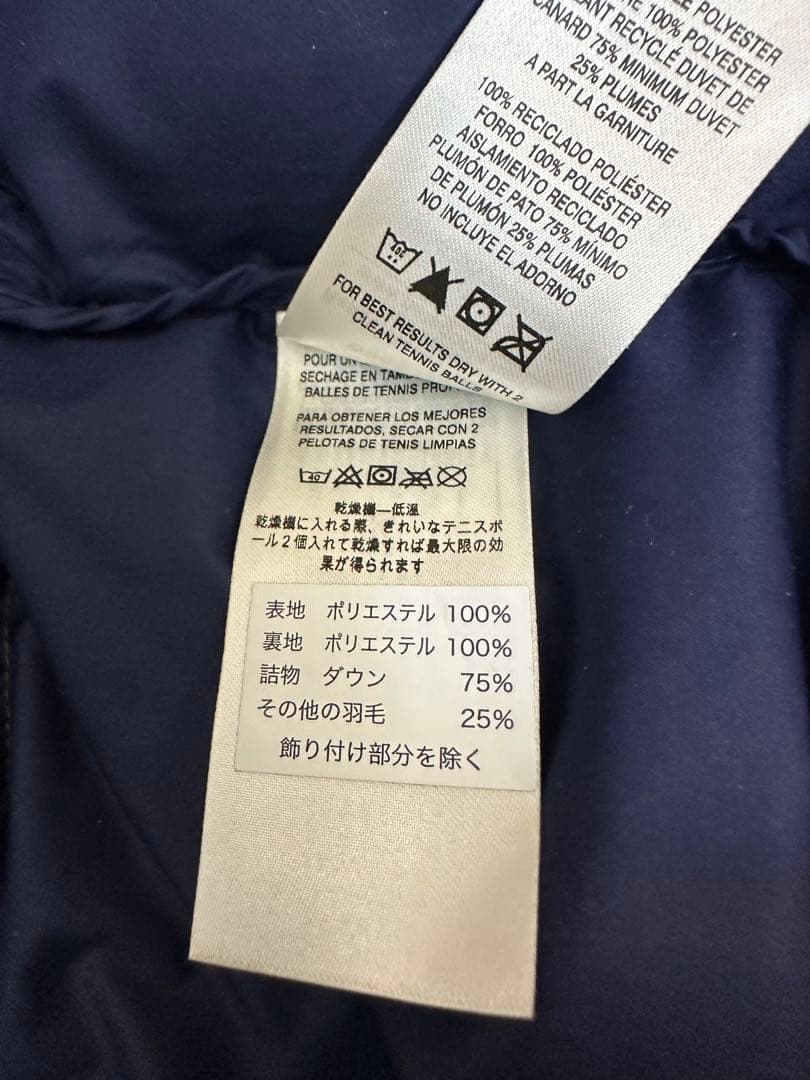 POLYESTER
100% POLYESTER
RECYCLÉ DUVET DE
CANARD 75% MINIMUM DUVET
25% PLUMES
A PART LA GARNITURE
100% RECICLADO POLIÉSTER
FORRO 100% POLIÉSTER
AISLAMIENTO RECICLADO
PLUMÓN DE PATO 75% MÍNIMO
DE PLUMÓN 25% PLUMAS
NO INCLUYE EL ADORNO
FOR BEST RESULTS DRY WITH 2
CLEAN TENNIS BALLS
POUR
SECHAGE EN
BALLES DE TENNIS
PARA OBTENER LOS MEJORES
RESULTADOS, SECAR CON 2
PELOTAS DE TENIS LIMPIAS
40
乾燥機—低温
乾燥機に入れる際、きれいなテニスボ
ール2個入れて乾燥すれば最大限の効
果が得られます
表地 ポリエステル 100%
裏地 ポリエステル 100%
詰物 ダウン 75%
その他の羽毛 25%
飾り付け部分を除く